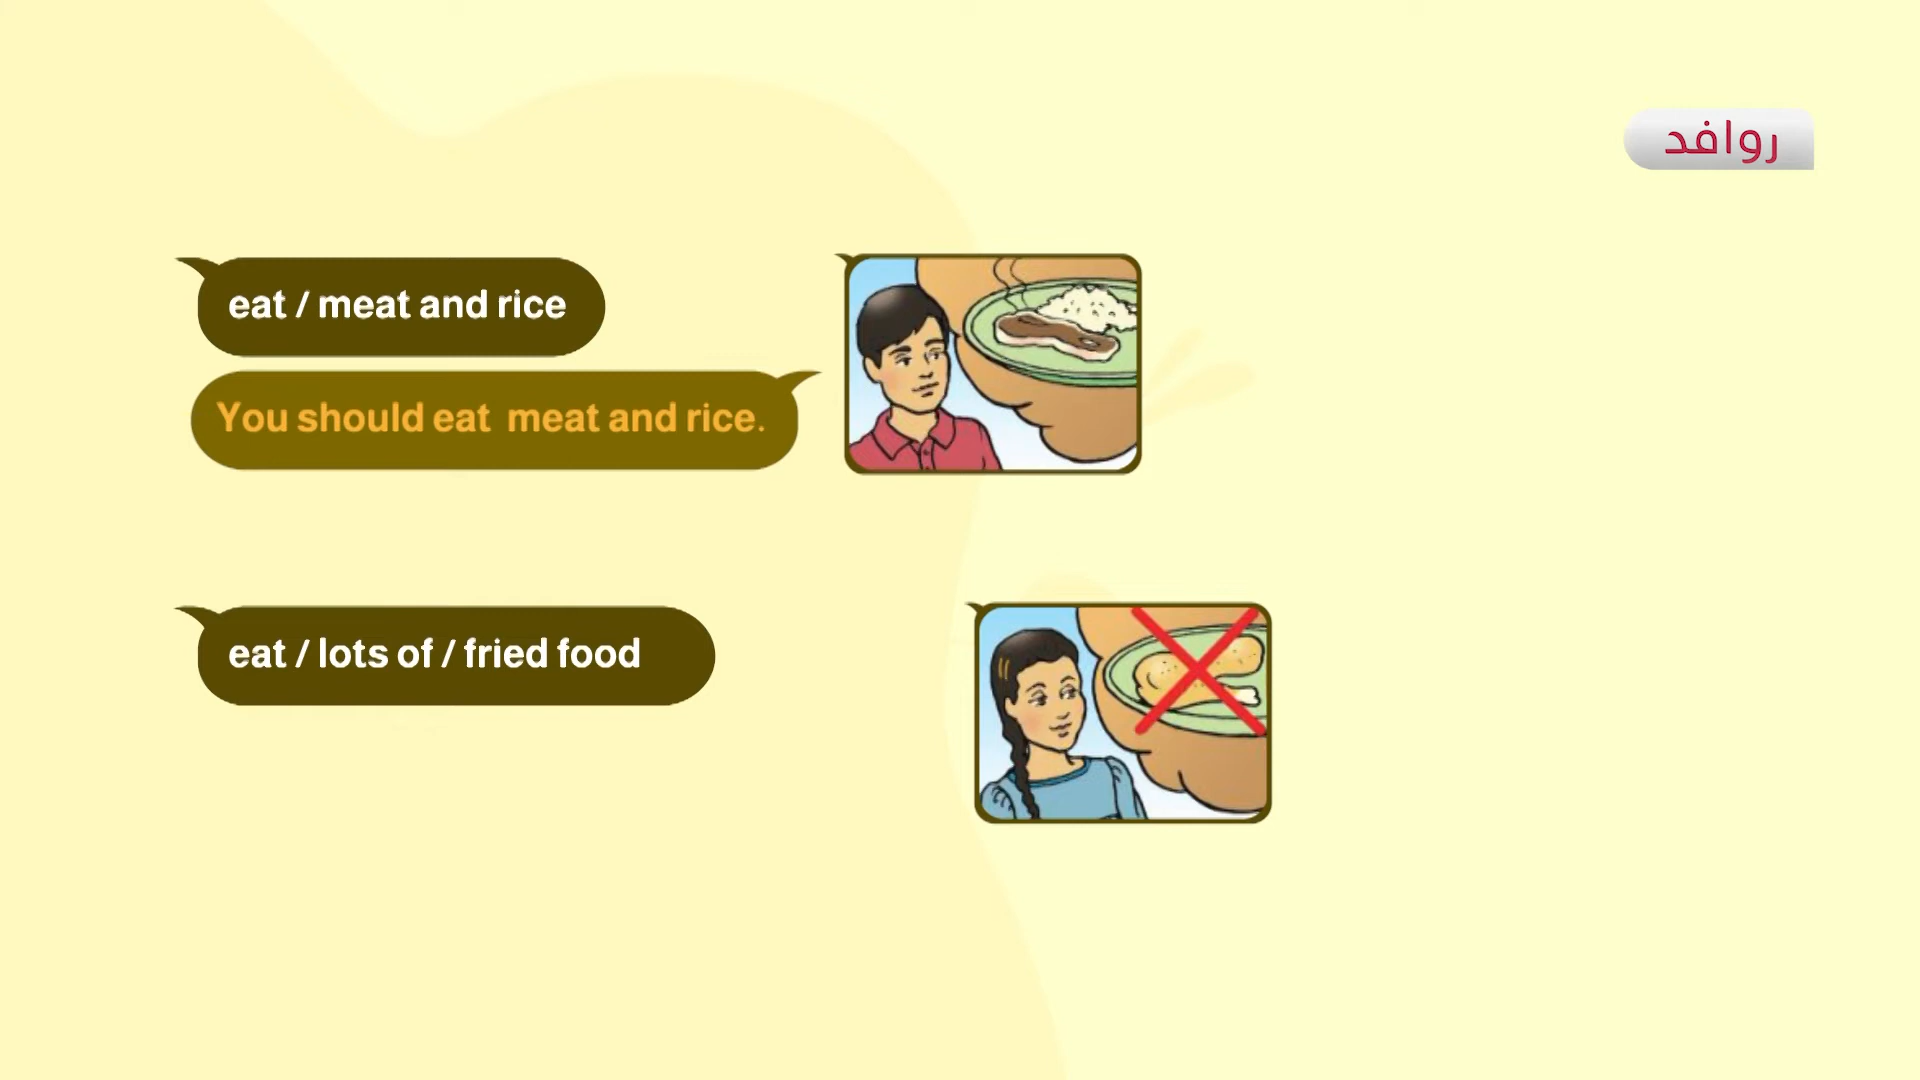 روافد
eat / meat and rice
You should eat meat and rice.
eat / lots of / fried food